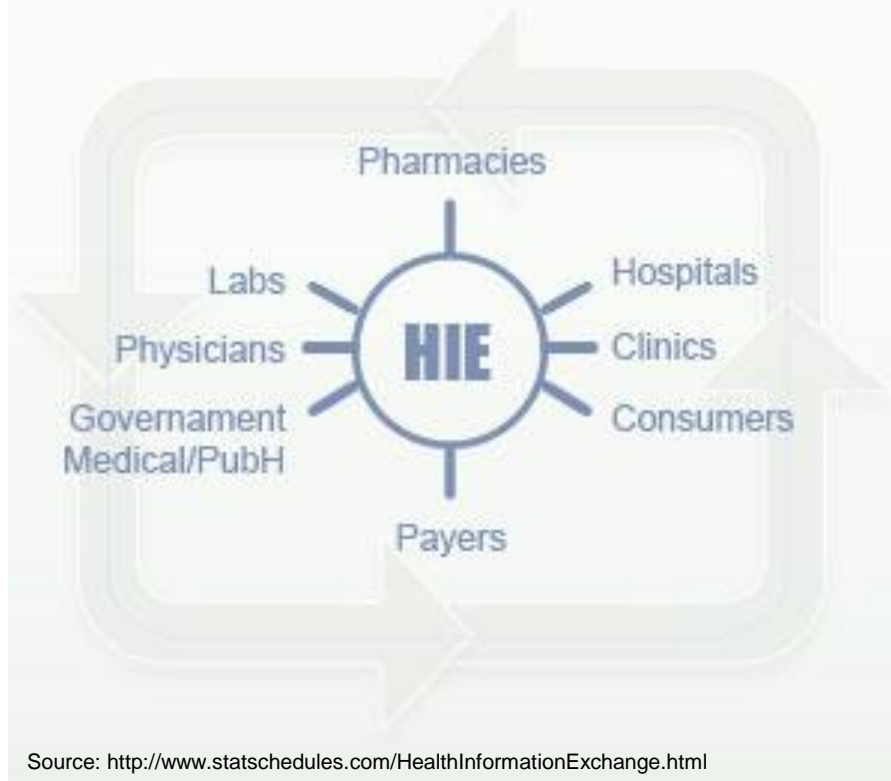 Pharmacies
Labs
Hospitals
HIE
Physicians
Clinics
Governament
Medical/PubH
Consumers
Payers
Source: http://www.statschedules.com/HealthInformationExchange.html